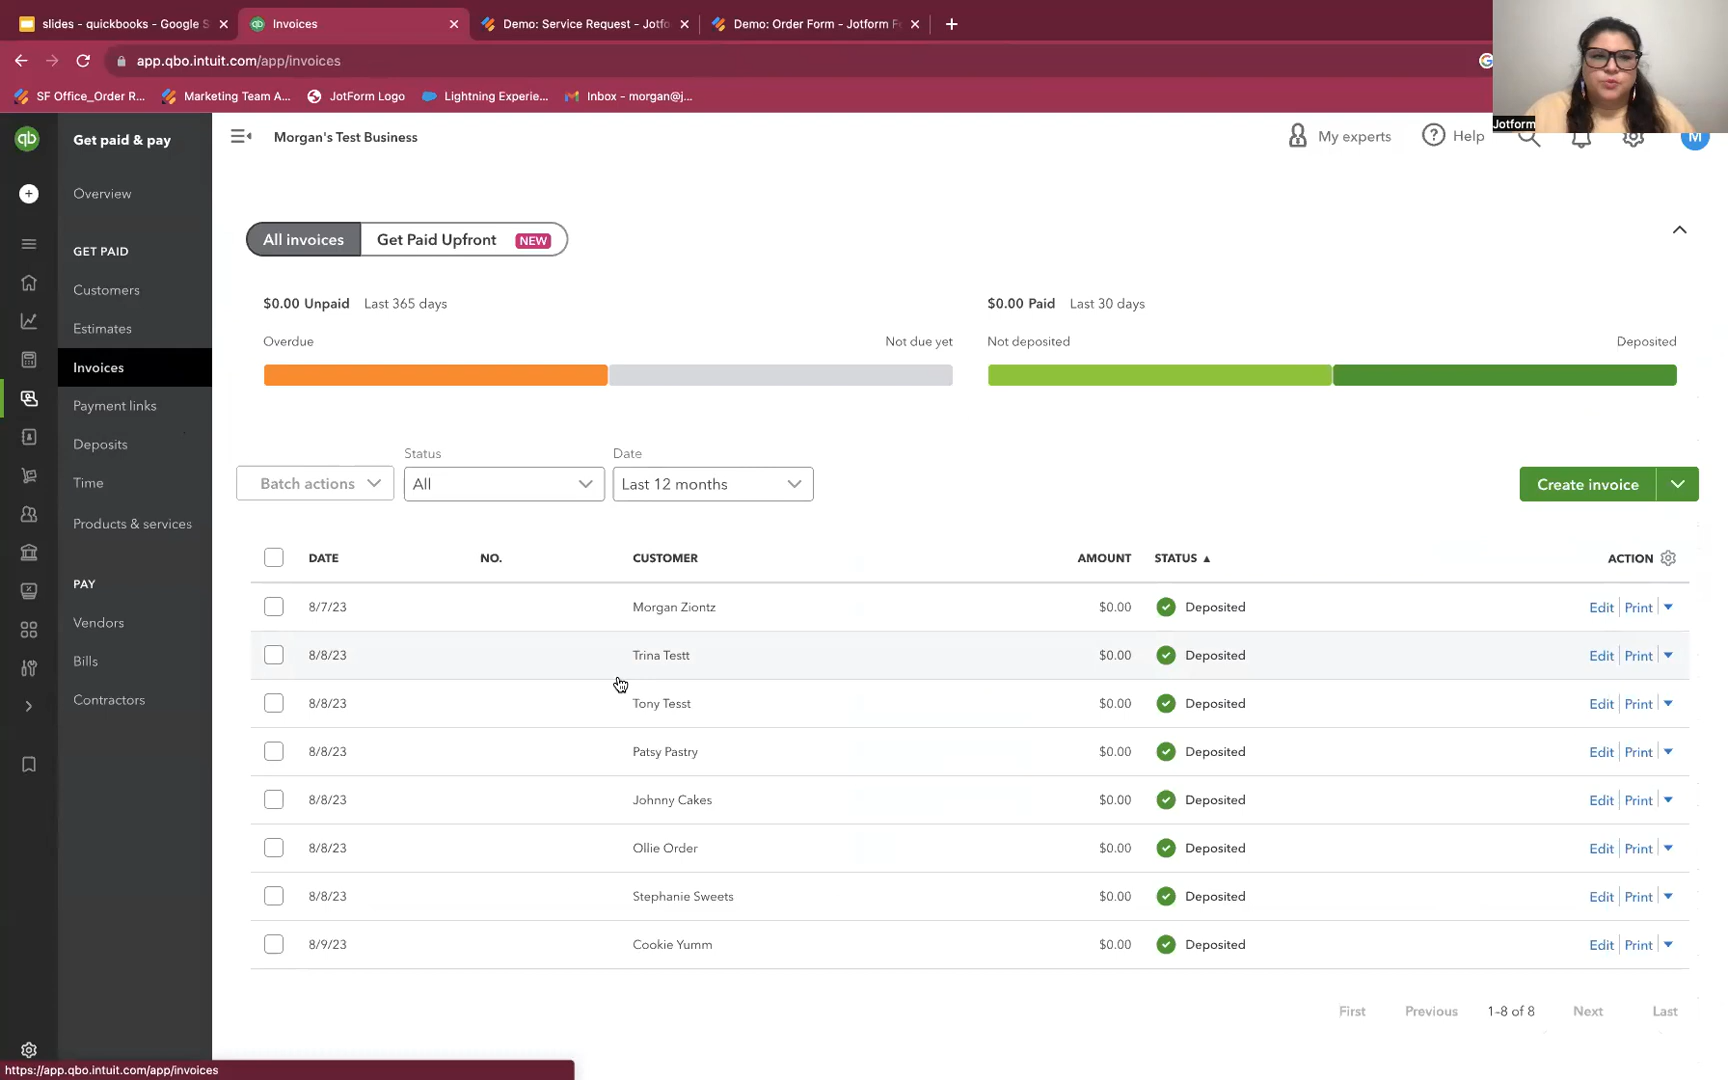 slides - quickbooks - Google S
Invoices
Demo: Service Request - Jotfo
Demo: Order Form - Jotform Fo
app.qbo.intuit.com/app/invoices
SF Office_Order R...
Marketing Team A...
JotForm Logo
Lightning Experie...
Inbox - morgan@j...
Jotform
qb
Get paid & pay
Morgan's Test Business
My experts
Help
M
Overview
GET PAID
Customers
Estimates
Invoices
Payment links
Deposits
Time
Products & services
PAY
Vendors
Bills
Contractors
All invoices
Get Paid Upfront NEW
$0.00 Unpaid Last 365 days
$0.00 Paid Last 30 days
Overdue
Not due yet
Not deposited
Deposited
Batch actions
Status
All
Date
Last 12 months
Create invoice
DATE NO. CUSTOMER AMOUNT STATUS ▲ ACTION
8/7/23 Morgan Ziontz $0.00 Deposited Edit Print
8/8/23 Trina Testt $0.00 Deposited Edit Print
8/8/23 Tony Tesst $0.00 Deposited Edit Print
8/8/23 Patsy Pastry $0.00 Deposited Edit Print
8/8/23 Johnny Cakes $0.00 Deposited Edit Print
8/8/23 Ollie Order $0.00 Deposited Edit Print
8/8/23 Stephanie Sweets $0.00 Deposited Edit Print
8/9/23 Cookie Yumm $0.00 Deposited Edit Print
First Previous 1-8 of 8 Next Last
https://app.qbo.intuit.com/app/invoices